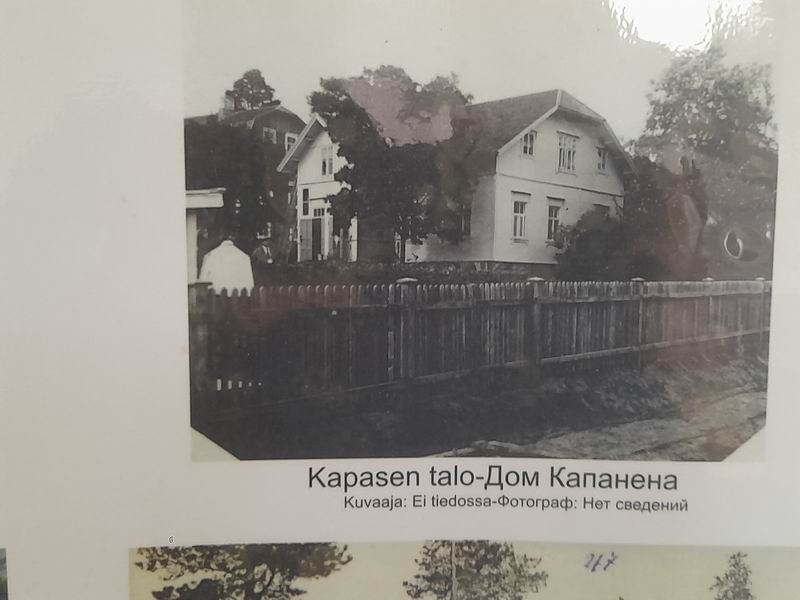 Kapasen talo-Дом Капанена
Kuvaaja: Ei tiedossa-Фотограф: Нет сведений